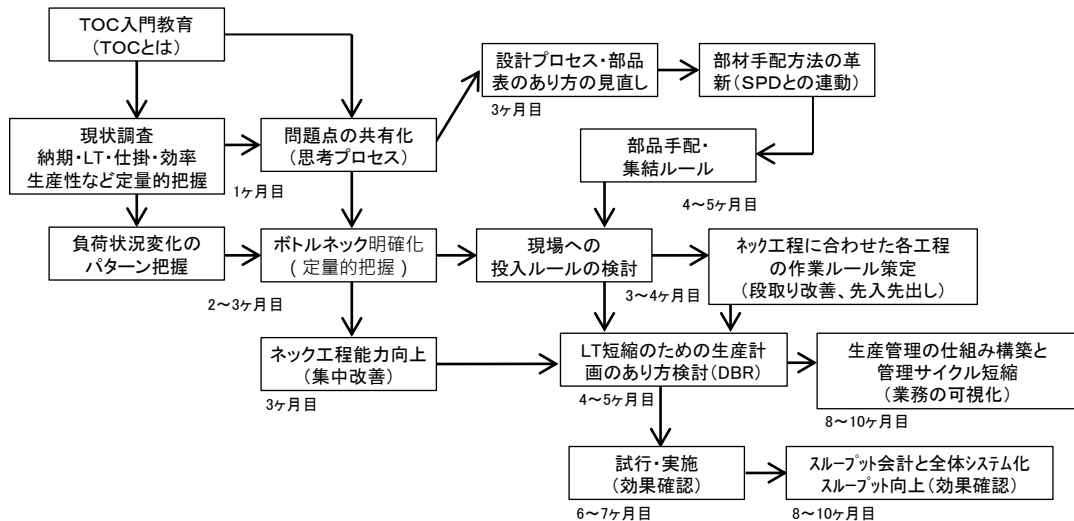 TOC入門教育
(TOCとは)
設計プロセス・部品
表のあり方の見直し
3ヶ月目
部材手配方法の革
新(SPDとの連動)
現状調査
納期・LT・仕掛・効率
生産性など定量的把握
1ヶ月目
問題点の共有化
(思考プロセス)
部品手配・
集結ルール
4～5ヶ月目
負荷状況変化の
パターン把握
2～3ヶ月目
ボトルネック明確化
(定量的把握)
現場への
投入ルールの検討
3～4ヶ月目
ネック工程に合わせた各工程
の作業ルール策定
(段取り改善、先入先出し)
ネック工程能力向上
(集中改善)
3ヶ月目
LT短縮のための生産計
画のあり方検討(DBR)
4～5ヶ月目
生産管理の仕組み構築と
管理サイクル短縮
(業務の可視化)
8～10ヶ月目
試行・実施
(効果確認)
6～7ヶ月目
スループット会計と全体システム化
スループット向上(効果確認)
8～10ヶ月目